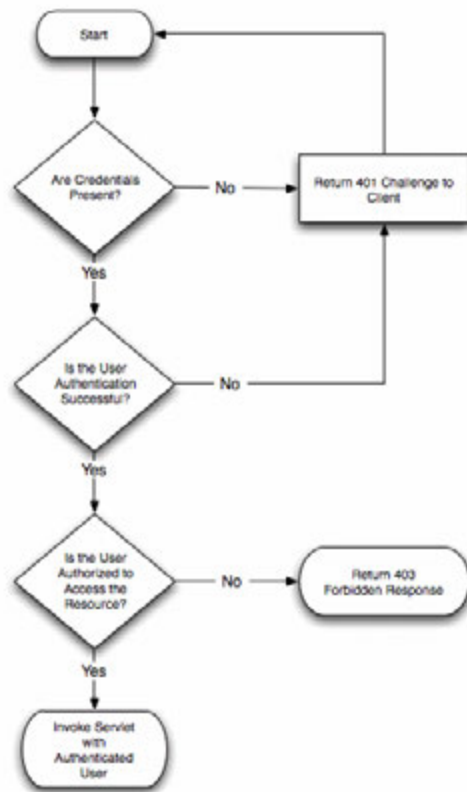 Start
Are Credentials
Present?
No
Return 401 Challenge to
Client
Yes
Is the User
Authentication
Successful?
No
Yes
Is the User
Authorized to
Access the
Resource?
No
Return 403
Forbidden Response
Yes
Invoke Servlet
with
Authenticated
User